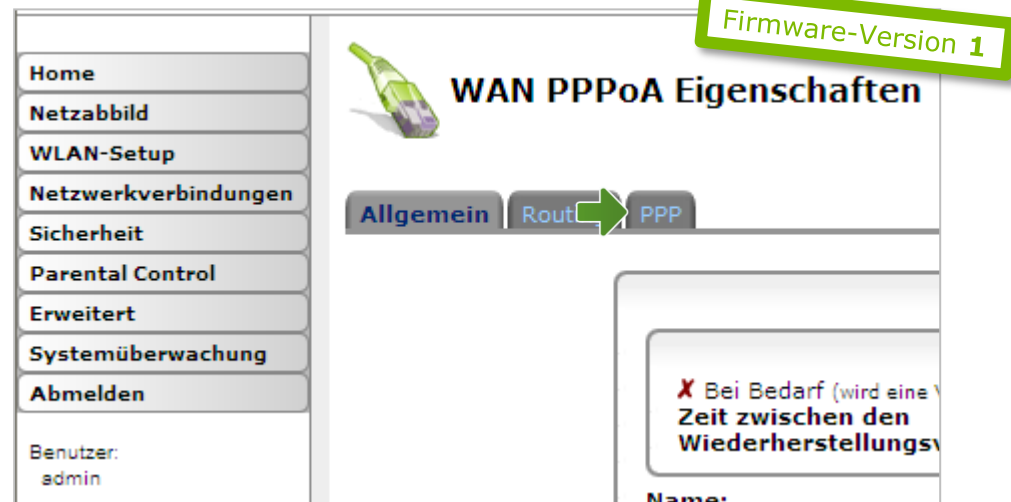 Firmware-Version 1
WAN PPPoA Eigenschaften
Home
Netzabbild
WLAN-Setup
Netzwerkverbindungen
Sicherheit
Parental Control
Erweitert
Systemüberwachung
Abmelden
Benutzer:
admin
Allgemein
PPP
✗ Bei Bedarf (wird eine
Zeit zwischen den
Name: